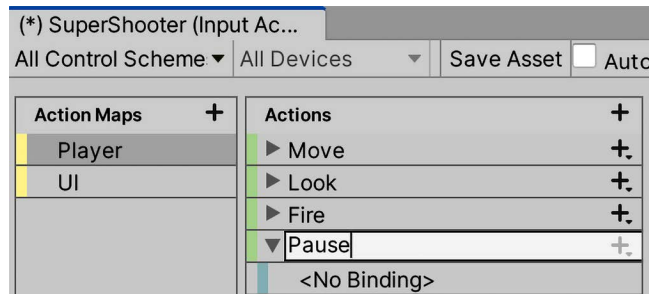 (*) SuperShooter (Input Ac...
All Control Scheme All Devices Save Asset Auto
Action Maps + Actions +
Player Move +
UI Look +
Fire +
Pause +
<No Binding>